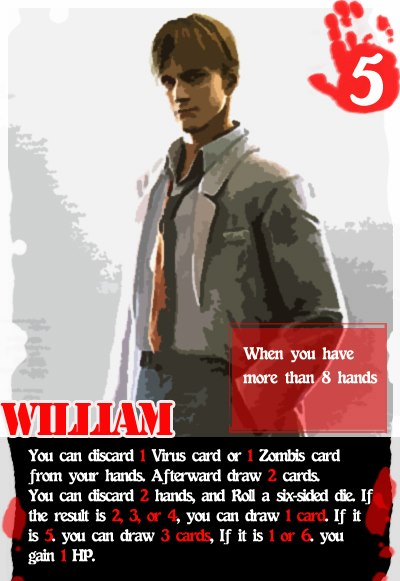 5
When you have
more than 8 hands
WILLIAM
You can discard 1 Virus card or 1 Zombis card
from your hands. Afterward draw 2 cards.
You can discard 2 hands, and Roll a six-sided die. If
the result is 2, 3, or 4, you can draw 1 card. If it
is 5. you can draw 3 cards, If it is 1 or 6. you
gain 1 HP.